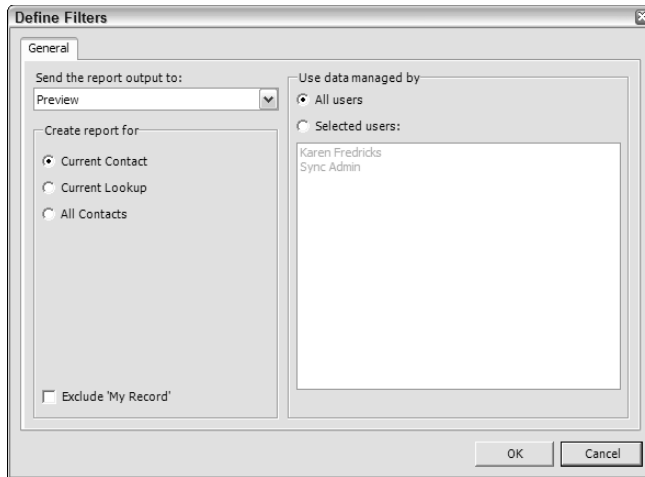 Define Filters
General
Send the report output to:
Preview
Create report for
Current Contact
Current Lookup
All Contacts
Exclude 'My Record'
Use data managed by
All users
Selected users:
Karen Fredricks
Sync Admin
OK
Cancel